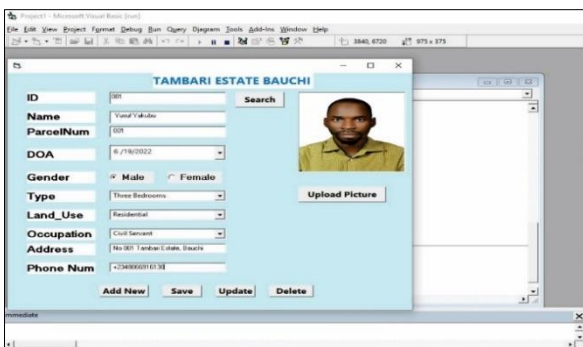 Project1 - Microsoft Visual Basic [run]
File Edit View Project Format Debug Run Query Diagram Tools Add-Ins Window Help
3840, 6720 975 x 375
TAMBARI ESTATE BAUCHI
ID 001 Search
Name Yusuf Yakubu
ParcelNum 001
DOA 6 /19/2022
Gender Male Female
Type Three Bedrooms Upload Picture
Land_Use Residential
Occupation Civil Servant
Address No 001 Tambari Estate, Bauchi
Phone Num
Add New Save Update Delete
mmediate